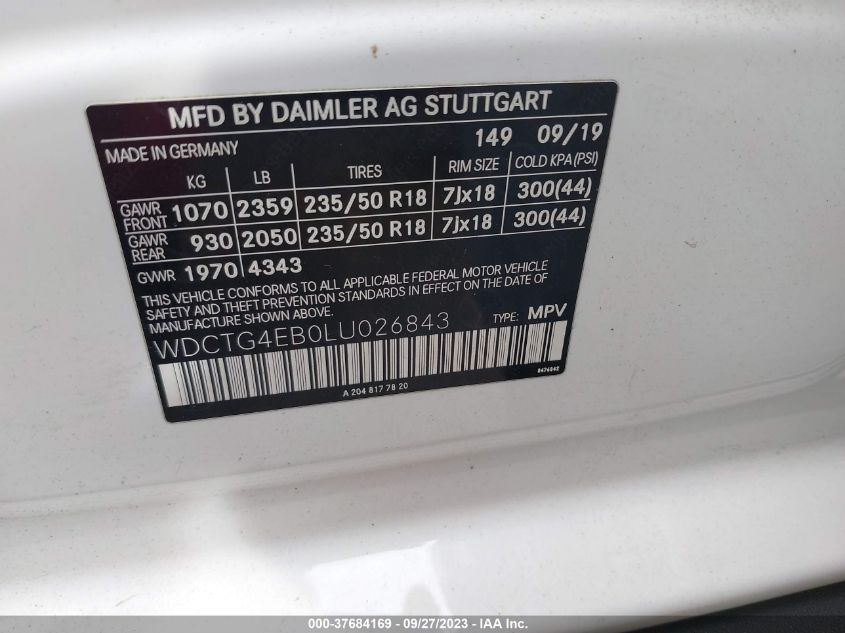 MFD BY DAIMLER AG STUTTGART
149 09/19
MADE IN GERMANY
KG LB TIRES RIM SIZE COLD KPA (PSI)
GAWR FRONT 1070 2359 235/50 R18 7Jx18 300(44)
GAWR REAR 930 2050 235/50 R18 7Jx18 300(44)
GVWR 1970 4343
THIS VEHICLE CONFORMS TO ALL APPLICABLE FEDERAL MOTOR VEHICLE
SAFETY AND THEFT PREVENTION STANDARDS IN EFFECT ON THE DATE OF
MANUFACTURE SHOWN ABOVE.
TYPE: MPV
WDCTG4EB0LU026843
A 204 817 78 20
000-37684169 - 09/27/2023 - IAA, Inc.